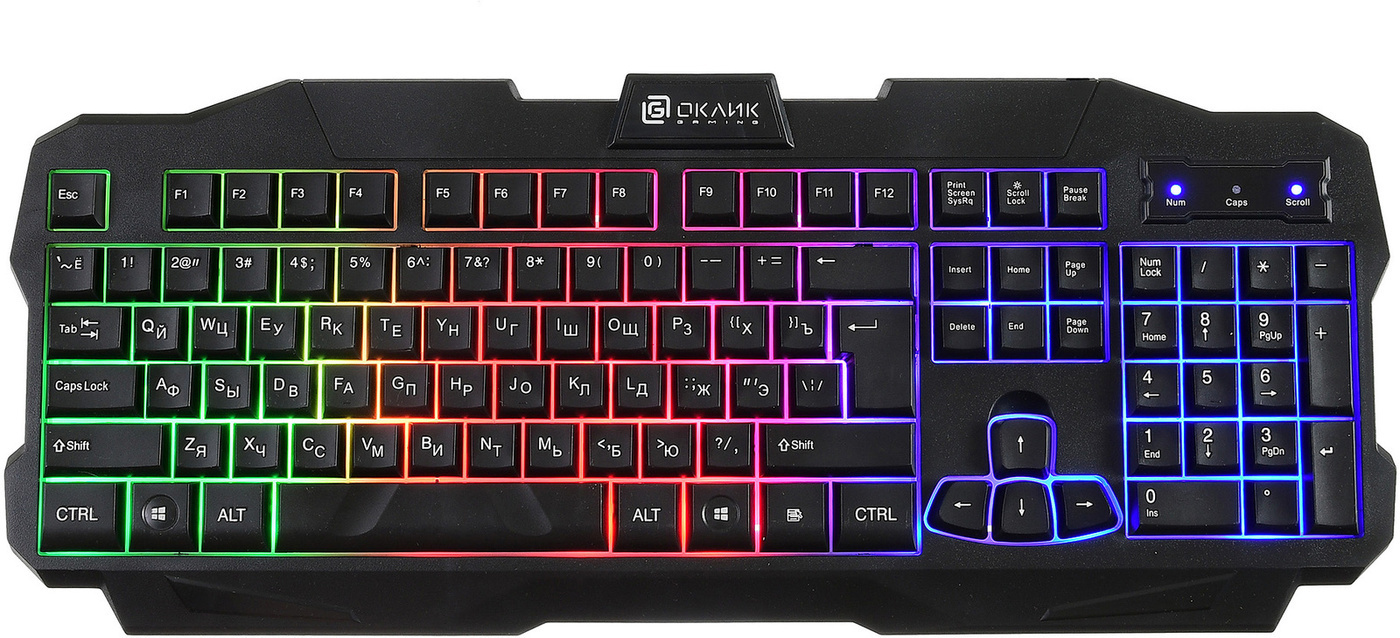 ОКЛИК
GAMING
Esc F1 F2 F3 F4 F5 F6 F7 F8 F9 F10 F11 F12
Print
Screen
SysRq
Scroll
Lock
Pause
Break
Num Caps Scroll
~Ё 1! 2@" 3# 4$; 5% 6^: 7&? 8* 9( 0) -– +=  ←
Insert Home
Page
Up
Num
Lock
/ * −
Tab QЙ WЦ EУ RК TЕ YН UГ IШ OЩ PЗ {[Х }]Ъ
Delete End
Page
Down
7
Home
8
↑
9
PgUp
+
Caps Lock AФ SЫ DВ FА GП HР JО KЛ LД :;Ж "'Э \¦/
4
←
5
6
→
⇧Shift ZЯ XЧ CС VМ BИ NТ MЬ <,Б >.Ю ?/, ⇧Shift
↑
1
End
2
↓
3
PgDn
CTRL ALT ALT CTRL
← ↓ →
0
Ins